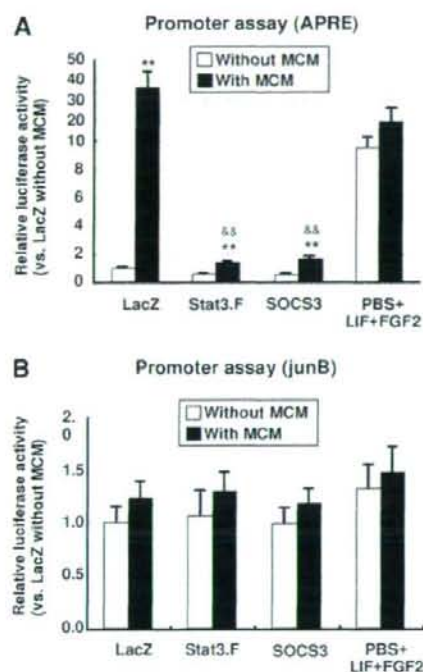 A
Promoter assay (APRE)
Relative luciferase activity
(vs. LacZ without MCM)
50
40
30
20
10
8
6
4
2
0
Without MCM
With MCM
**
&&
**
&&
**
LacZ
Stat3.F
SOCS3
PBS+
LIF+FGF2
B
Promoter assay (junB)
Relative luciferase activity
(vs. LacZ without MCM)
2.
0
1.5
1.0
0.5
0.0
Without MCM
With MCM
LacZ
Stat3.F
SOCS3
PBS+
LIF+FGF2